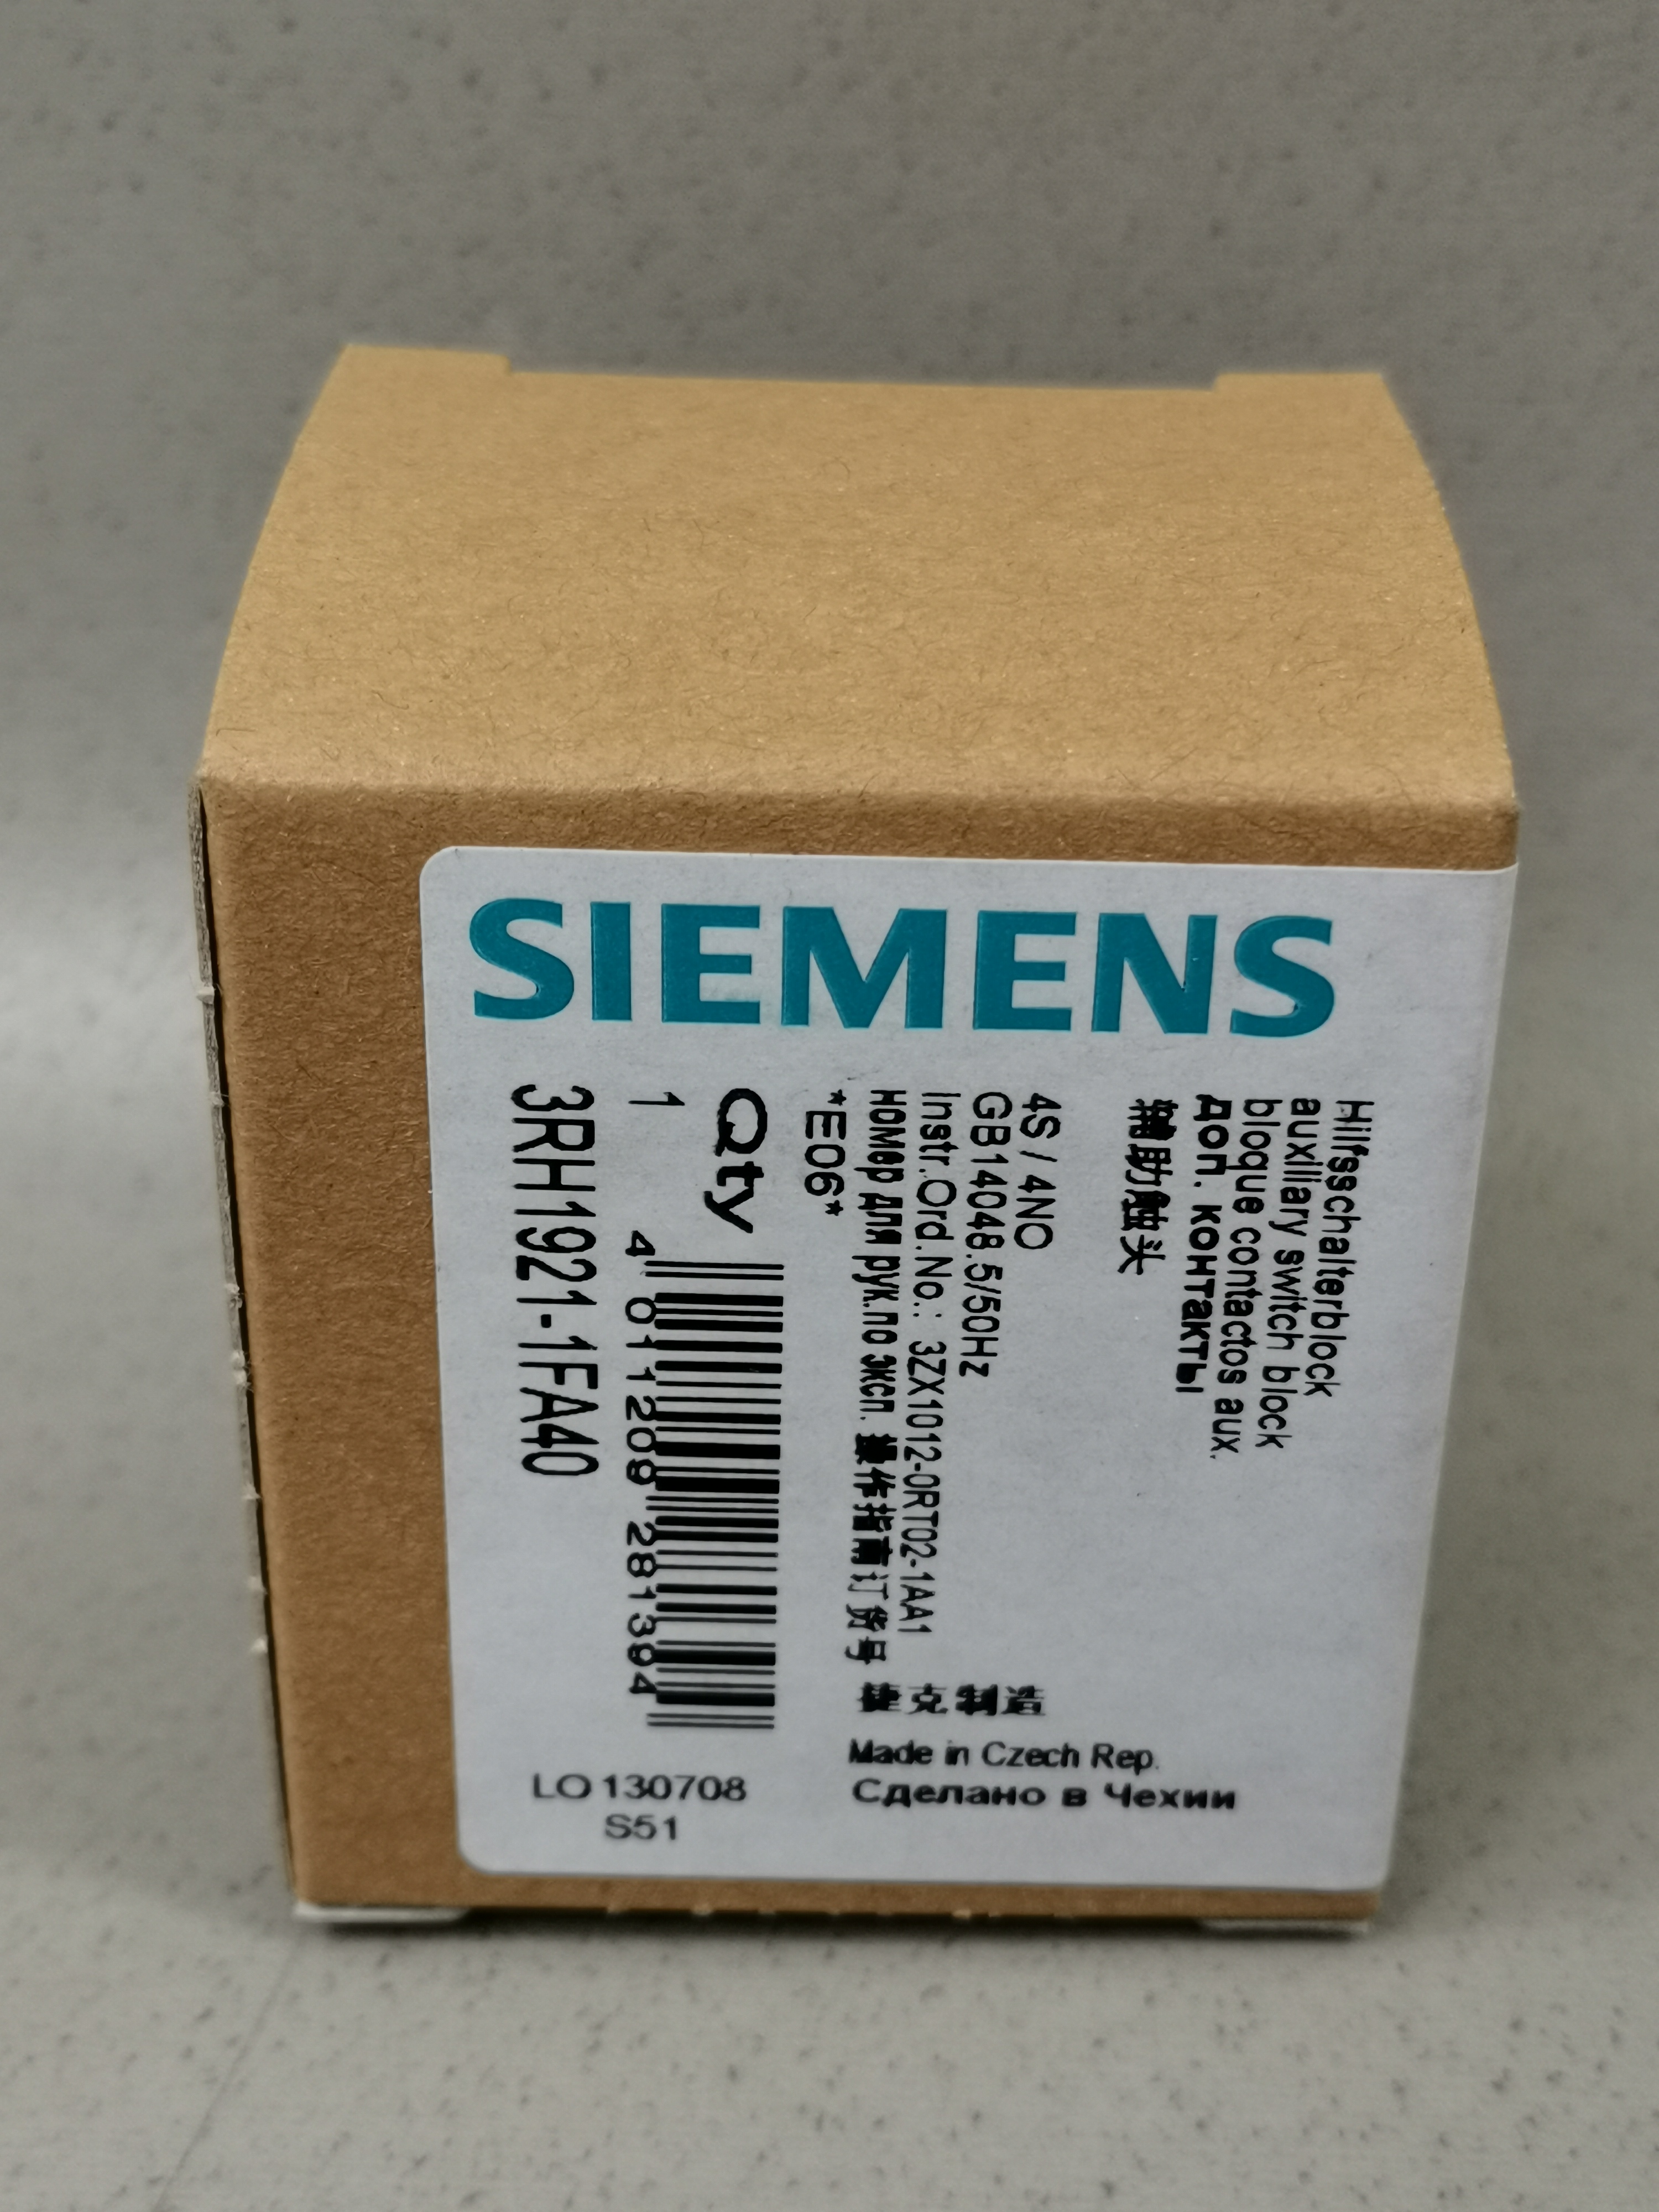 SIEMENS
Hilfsschalterblock
auxiliary switch block
bloque contactos aux.
доп. контакты
辅助触头
4S / 4NO
GB14048.5/50Hz
Instr.Ord.No.: 3ZX1012-0RT02-1AA1
номер для рук.по эксп. 操作指南订货号
*E06*
Qty
1
4 011209 281394
3RH1921-1FA40
捷克制造
Made in Czech Rep.
Сделано в Чехии
LO 130708
S51